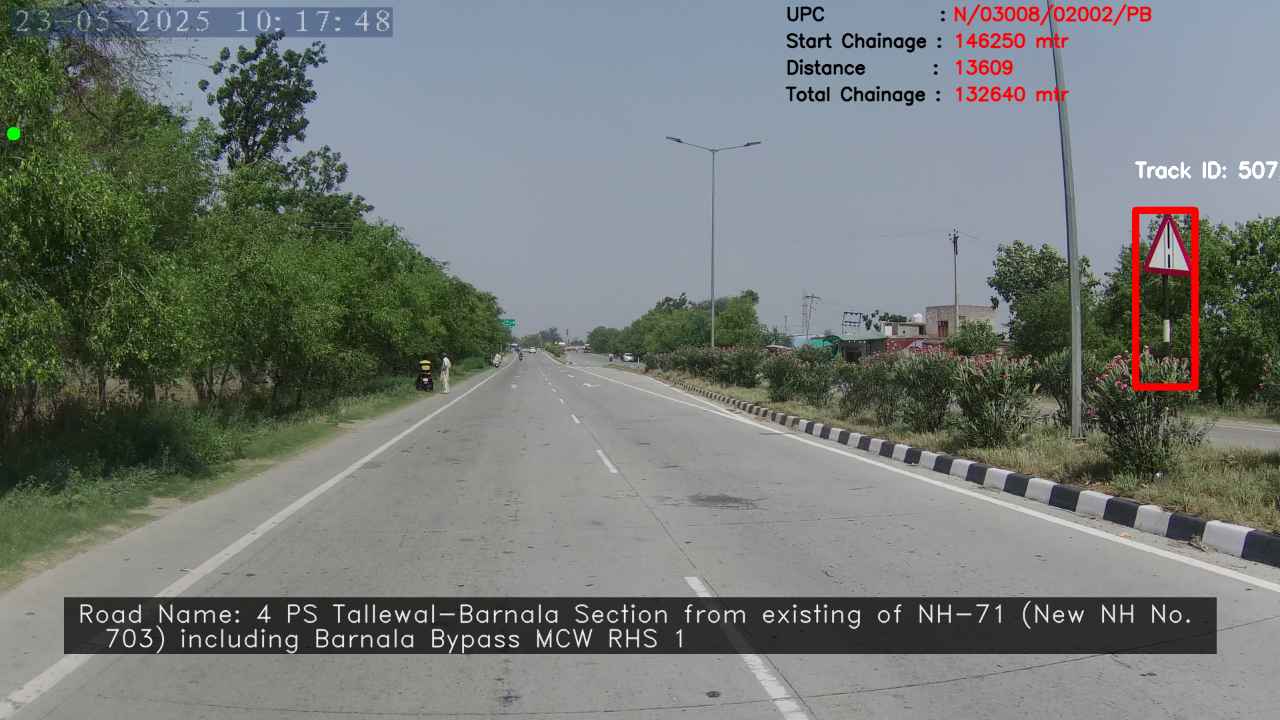 23-05-2025 10:17:48
UPC : N/03008/02002/PB
Start Chainage : 146250 mtr
Distance : 13609
Total Chainage : 132640 mtr
Track ID: 507
Road Name: 4 PS Tallewal-Barnala Section from existing of NH-71 (New NH No.
703) including Barnala Bypass MCW RHS 1